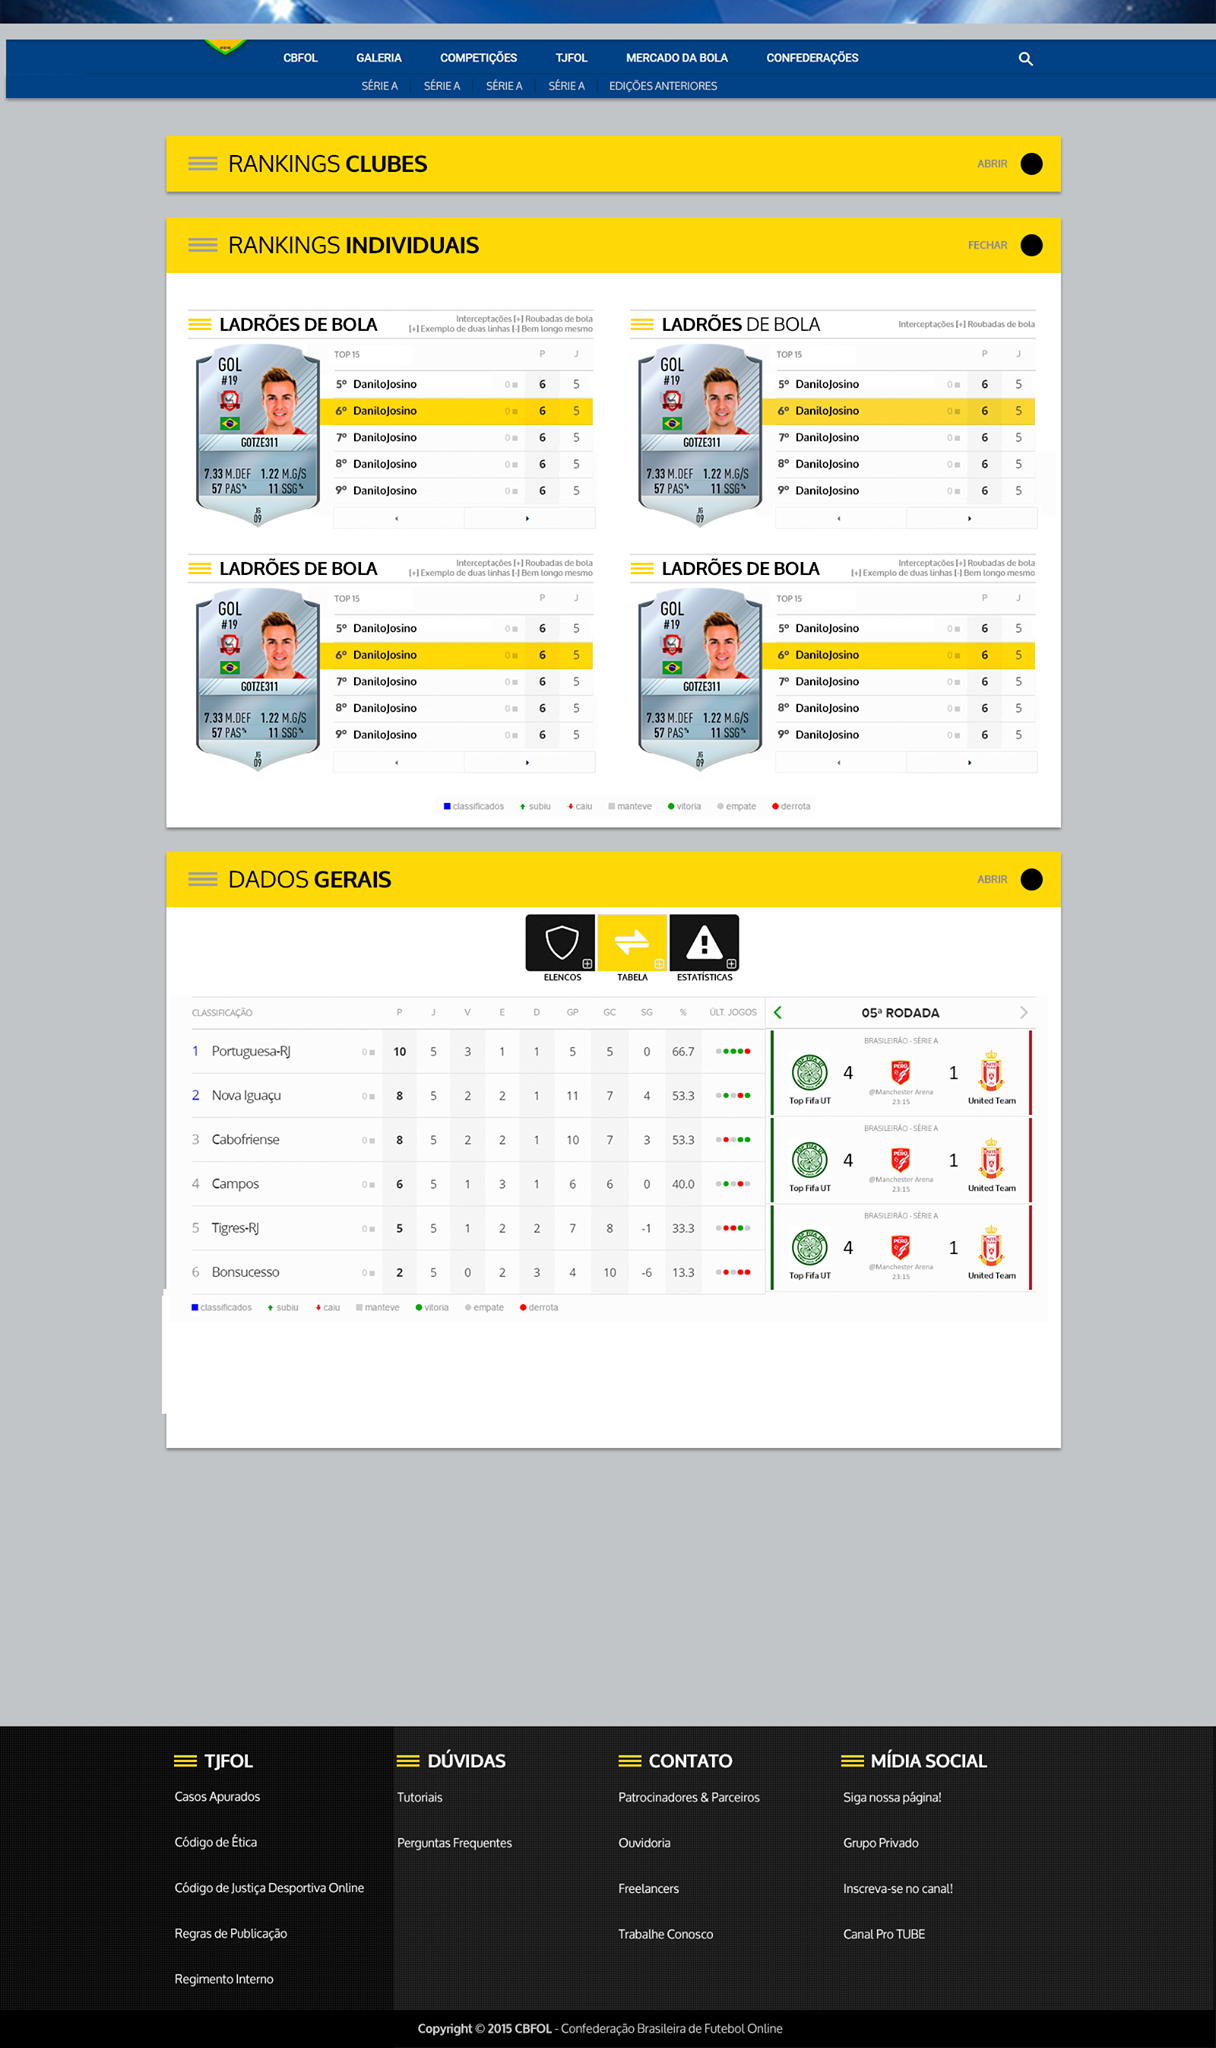 CBFOL GALERIA COMPETIÇÕES TJFOL MERCADO DA BOLA CONFEDERAÇÕES
SÉRIE A SÉRIE A SÉRIE A SÉRIE A EDIÇÕES ANTERIORES
RANKINGS CLUBES ABRIR
RANKINGS INDIVIDUAIS FECHAR
LADRÕES DE BOLA
Interceptações [+] Roubadas de bola
[+] Exemplo de duas linhas [-] Bem longo mesmo
GOL
#19
GOTZE311
7.33 M.DEF 1.22 M.G/S
57 PAS% 11 SSG%
JG
09
TOP 15 P J
5º DaniloJosino 0 6 5
6º DaniloJosino 0 6 5
7º DaniloJosino 0 6 5
8º DaniloJosino 0 6 5
9º DaniloJosino 0 6 5
LADRÕES DE BOLA
Interceptações [+] Roubadas de bola
GOL
#19
GOTZE311
7.33 M.DEF 1.22 M.G/S
57 PAS% 11 SSG%
JG
09
TOP 15 P J
5º DaniloJosino 0 6 5
6º DaniloJosino 0 6 5
7º DaniloJosino 0 6 5
8º DaniloJosino 0 6 5
9º DaniloJosino 0 6 5
LADRÕES DE BOLA
Interceptações [+] Roubadas de bola
[+] Exemplo de duas linhas [-] Bem longo mesmo
GOL
#19
GOTZE311
7.33 M.DEF 1.22 M.G/S
57 PAS% 11 SSG%
JG
09
TOP 15 P J
5º DaniloJosino 0 6 5
6º DaniloJosino 0 6 5
7º DaniloJosino 0 6 5
8º DaniloJosino 0 6 5
9º DaniloJosino 0 6 5
LADRÕES DE BOLA
Interceptações [+] Roubadas de bola
[+] Exemplo de duas linhas [-] Bem longo mesmo
GOL
#19
GOTZE311
7.33 M.DEF 1.22 M.G/S
57 PAS% 11 SSG%
JG
09
TOP 15 P J
5º DaniloJosino 0 6 5
6º DaniloJosino 0 6 5
7º DaniloJosino 0 6 5
8º DaniloJosino 0 6 5
9º DaniloJosino 0 6 5
classificados subiu caiu manteve vitoria empate derrota
DADOS GERAIS ABRIR
ELENCOS TABELA ESTATÍSTICAS
CLASSIFICAÇÃO P J V E D GP GC SG % ÚLT. JOGOS
1 Portuguesa-RJ 0 10 5 3 1 1 5 5 0 66.7
2 Nova Iguaçu 0 8 5 2 2 1 11 7 4 53.3
3 Cabofriense 0 8 5 2 2 1 10 7 3 53.3
4 Campos 0 6 5 1 3 1 6 6 0 40.0
5 Tigres-RJ 0 5 5 1 2 2 7 8 -1 33.3
6 Bonsucesso 0 2 5 0 2 3 4 10 -6 13.3
classificados subiu caiu manteve vitoria empate derrota
05ª RODADA
BRASILEIRÃO - SÉRIE A
4 PERÚ 1
@Manchester Arena
23:15
Top Fifa UT United Team
BRASILEIRÃO - SÉRIE A
4 PERÚ 1
@Manchester Arena
23:15
Top Fifa UT United Team
BRASILEIRÃO - SÉRIE A
4 PERÚ 1
@Manchester Arena
23:15
Top Fifa UT United Team
TJFOL
Casos Apurados
Código de Ética
Código de Justiça Desportiva Online
Regras de Publicação
Regimento Interno
DÚVIDAS
Tutoriais
Perguntas Frequentes
CONTATO
Patrocinadores & Parceiros
Ouvidoria
Freelancers
Trabalhe Conosco
MÍDIA SOCIAL
Siga nossa página!
Grupo Privado
Inscreva-se no canal!
Canal Pro TUBE
Copyright © 2015 CBFOL - Confederação Brasileira de Futebol Online